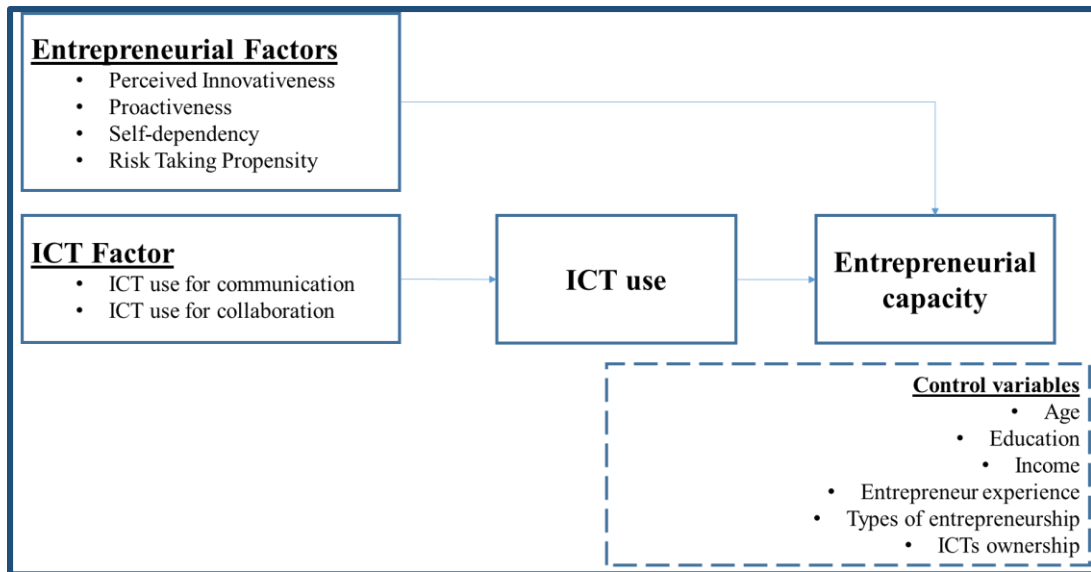 Entrepreneurial Factors
• Perceived Innovativeness
• Proactiveness
• Self-dependency
• Risk Taking Propensity
ICT Factor
• ICT use for communication
• ICT use for collaboration
ICT use
Entrepreneurial
capacity
Control variables
• Age
• Education
• Income
• Entrepreneur experience
• Types of entrepreneurship
• ICTs ownership